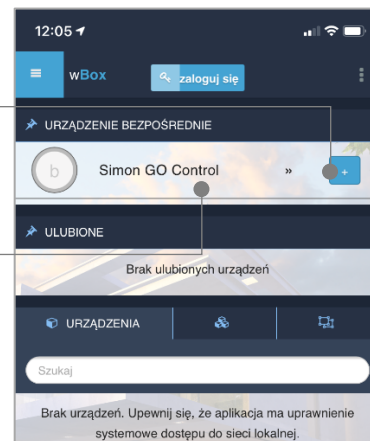 12:05
wBox
zaloguj się
URZĄDZENIE BEZPOŚREDNIE
b
Simon GO Control
»
+
ULUBIONE
Brak ulubionych urządzeń
URZĄDZENIA
Szukaj
Brak urządzeń. Upewnij się, że aplikacja ma uprawnienie
systemowe dostępu do sieci lokalnej.